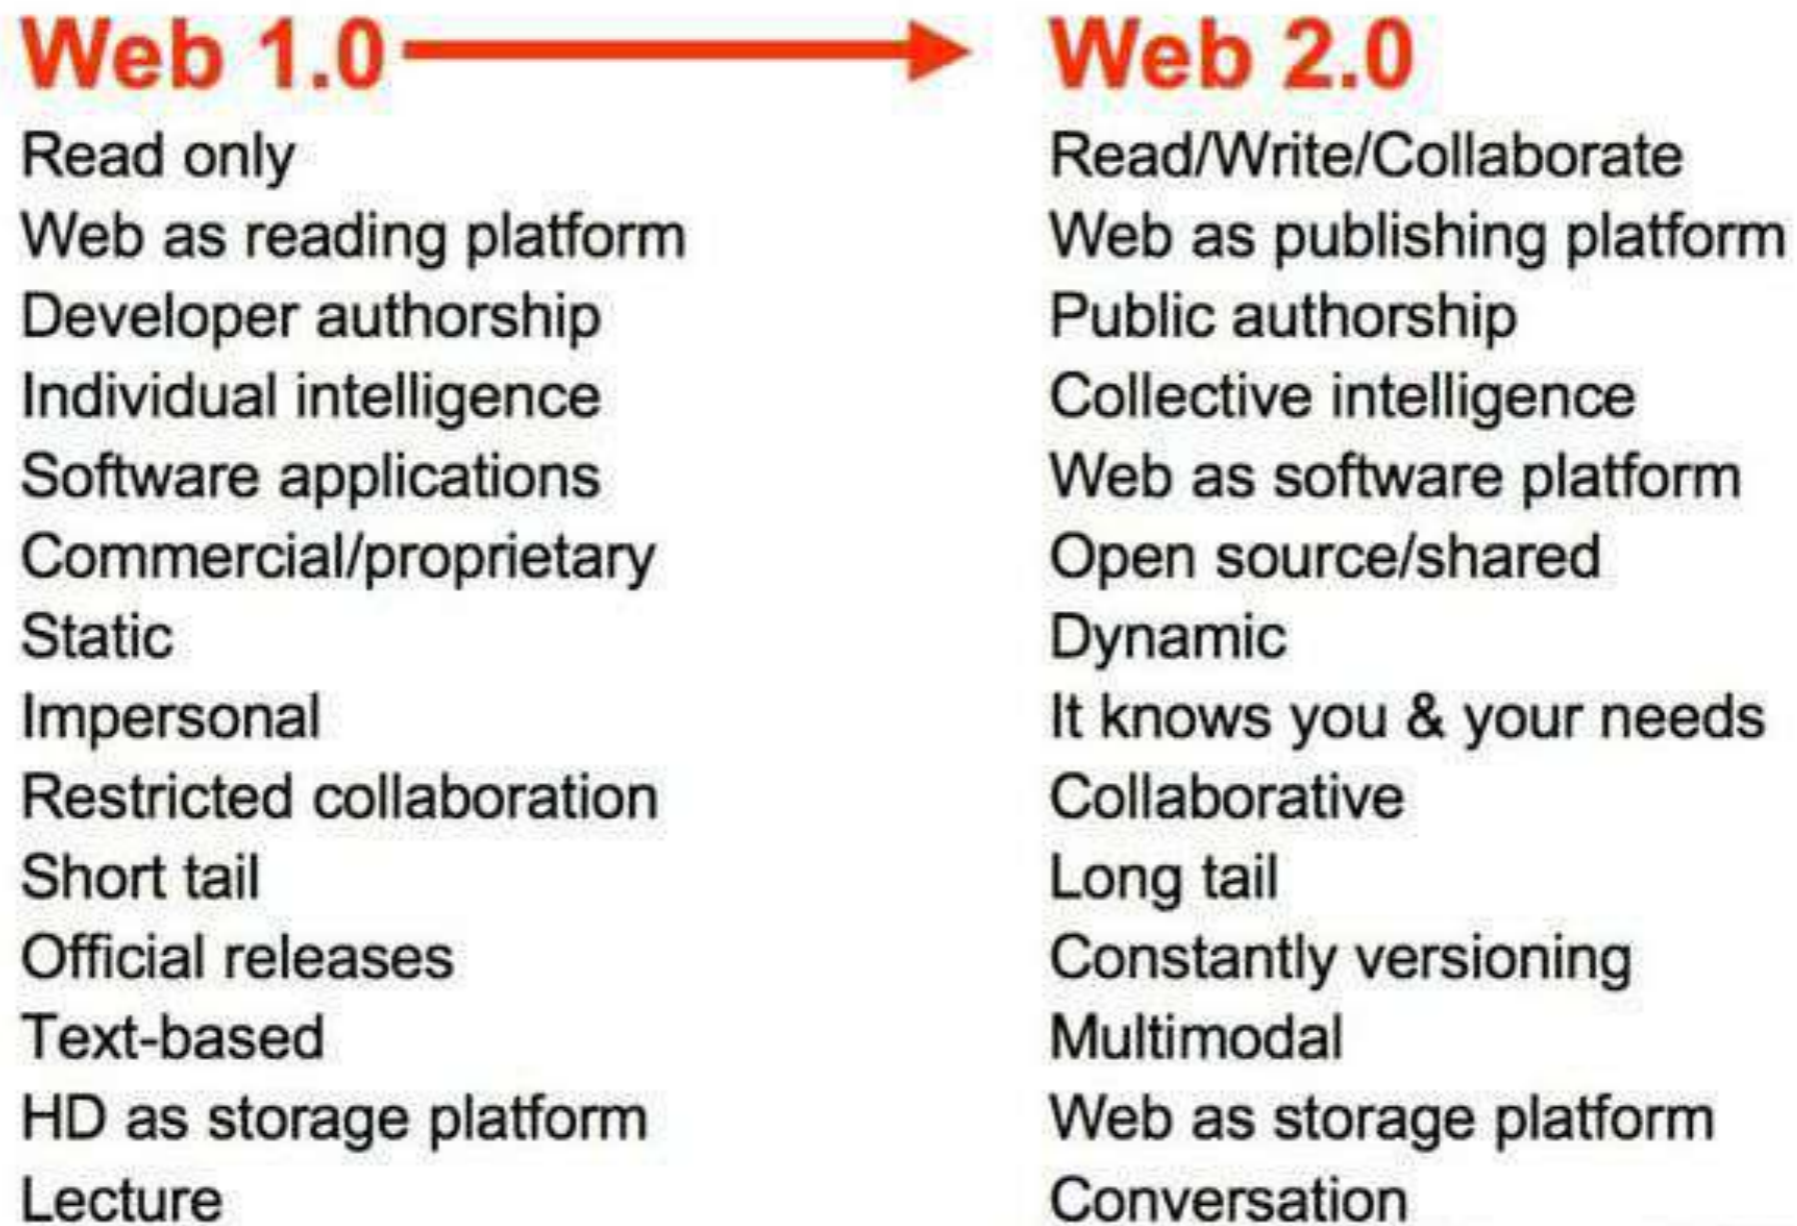 Web 1.0 Web 2.0
Read only Read/Write/Collaborate
Web as reading platform Web as publishing platform
Developer authorship Public authorship
Individual intelligence Collective intelligence
Software applications Web as software platform
Commercial/proprietary Open source/shared
Static Dynamic
Impersonal It knows you & your needs
Restricted collaboration Collaborative
Short tail Long tail
Official releases Constantly versioning
Text-based Multimodal
HD as storage platform Web as storage platform
Lecture Conversation